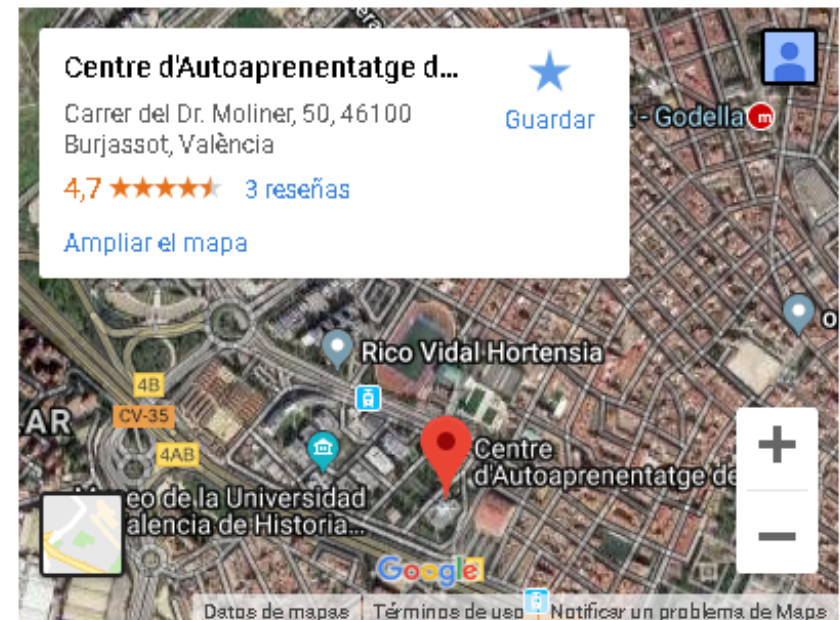 Centre d'Autoaprenentatge d...
Carrer del Dr. Moliner, 50, 46100
Burjassot, València
4,7
3 reseñas
Ampliar el mapa
Guardar
- Godella
m
Rico Vidal Hortensia
4B
CV-35
4AB
AR
Centre
d'Autoaprenentatge de
eo de la Universidad
alencia de Historia...
Google
Datos de mapas
Términos de uso
Notificar un problema de Maps